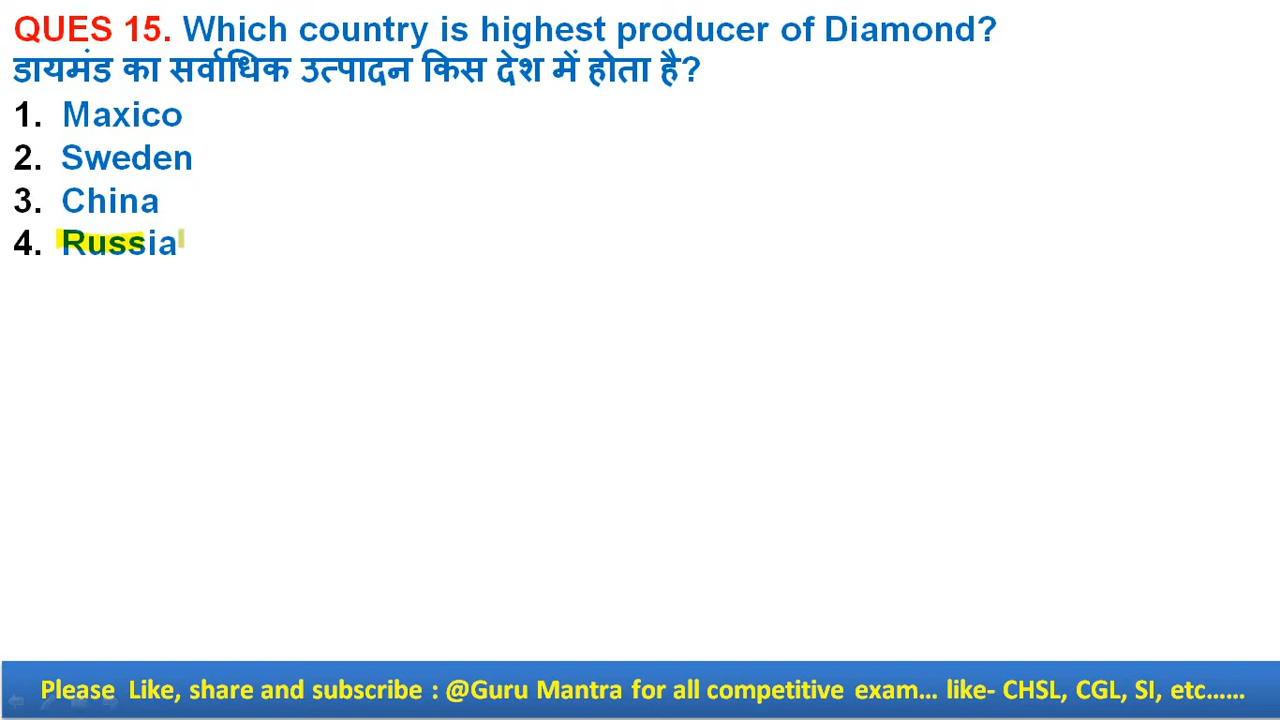 QUES 15. Which country is highest producer of Diamond?
डायमंड का सर्वाधिक उत्पादन किस देश में होता है?
1. Maxico
2. Sweden
3. China
4. Russia
Please Like, share and subscribe : @Guru Mantra for all competitive exam... like- CHSL, CGL, SI, etc......